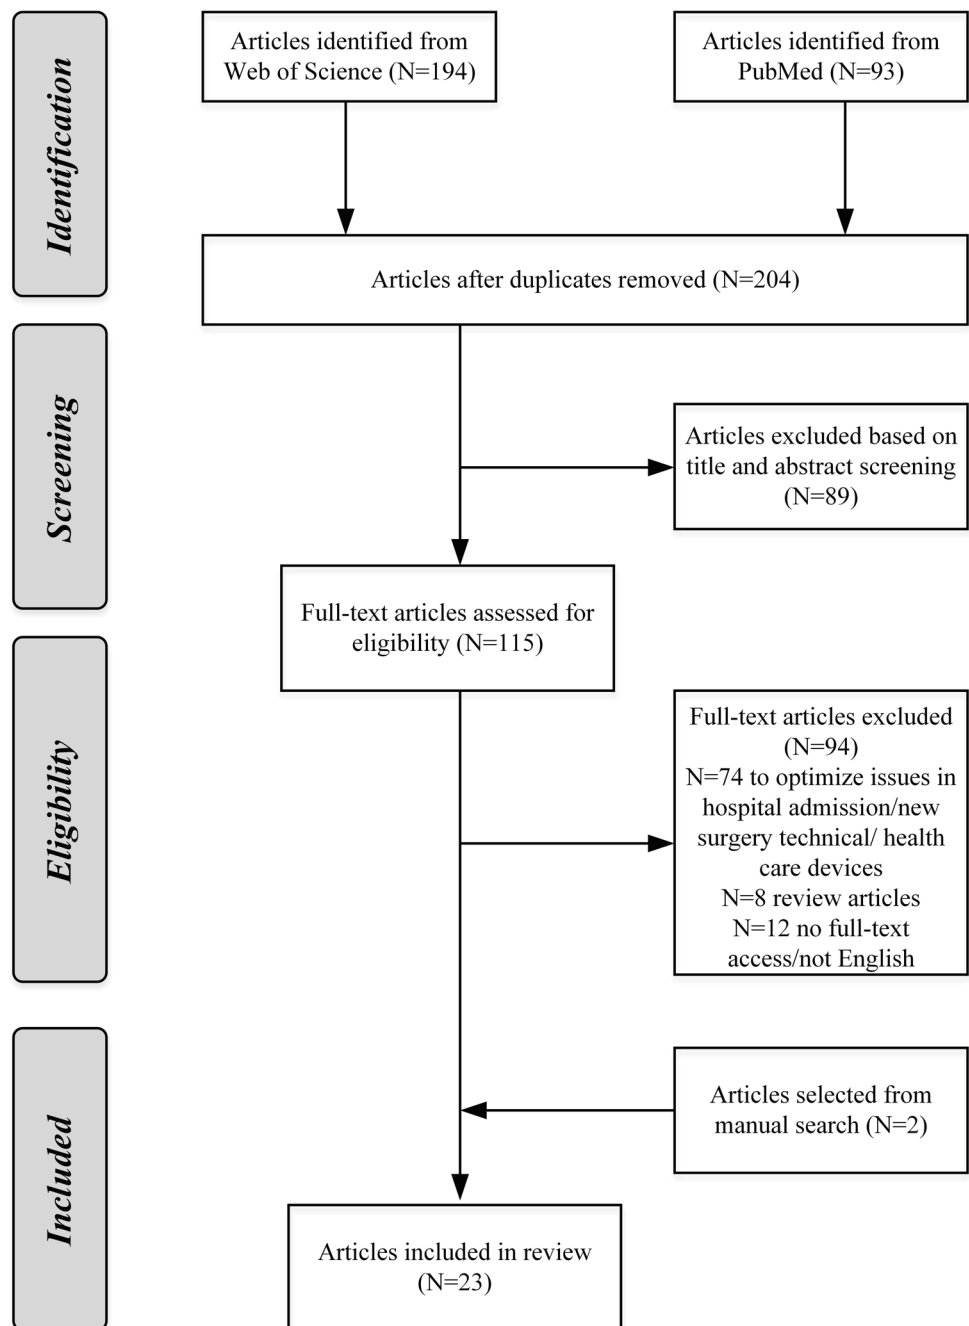 Identification
Articles identified from
Web of Science (N=194)
Articles identified from
PubMed (N=93)
Articles after duplicates removed (N=204)
Screening
Articles excluded based on
title and abstract screening
(N=89)
Full-text articles assessed for
eligibility (N=115)
Eligibility
Full-text articles excluded
(N=94)
N=74 to optimize issues in
hospital admission/new
surgery technical/ health
care devices
N=8 review articles
N=12 no full-text
access/not English
Included
Articles selected from
manual search (N=2)
Articles included in review
(N=23)